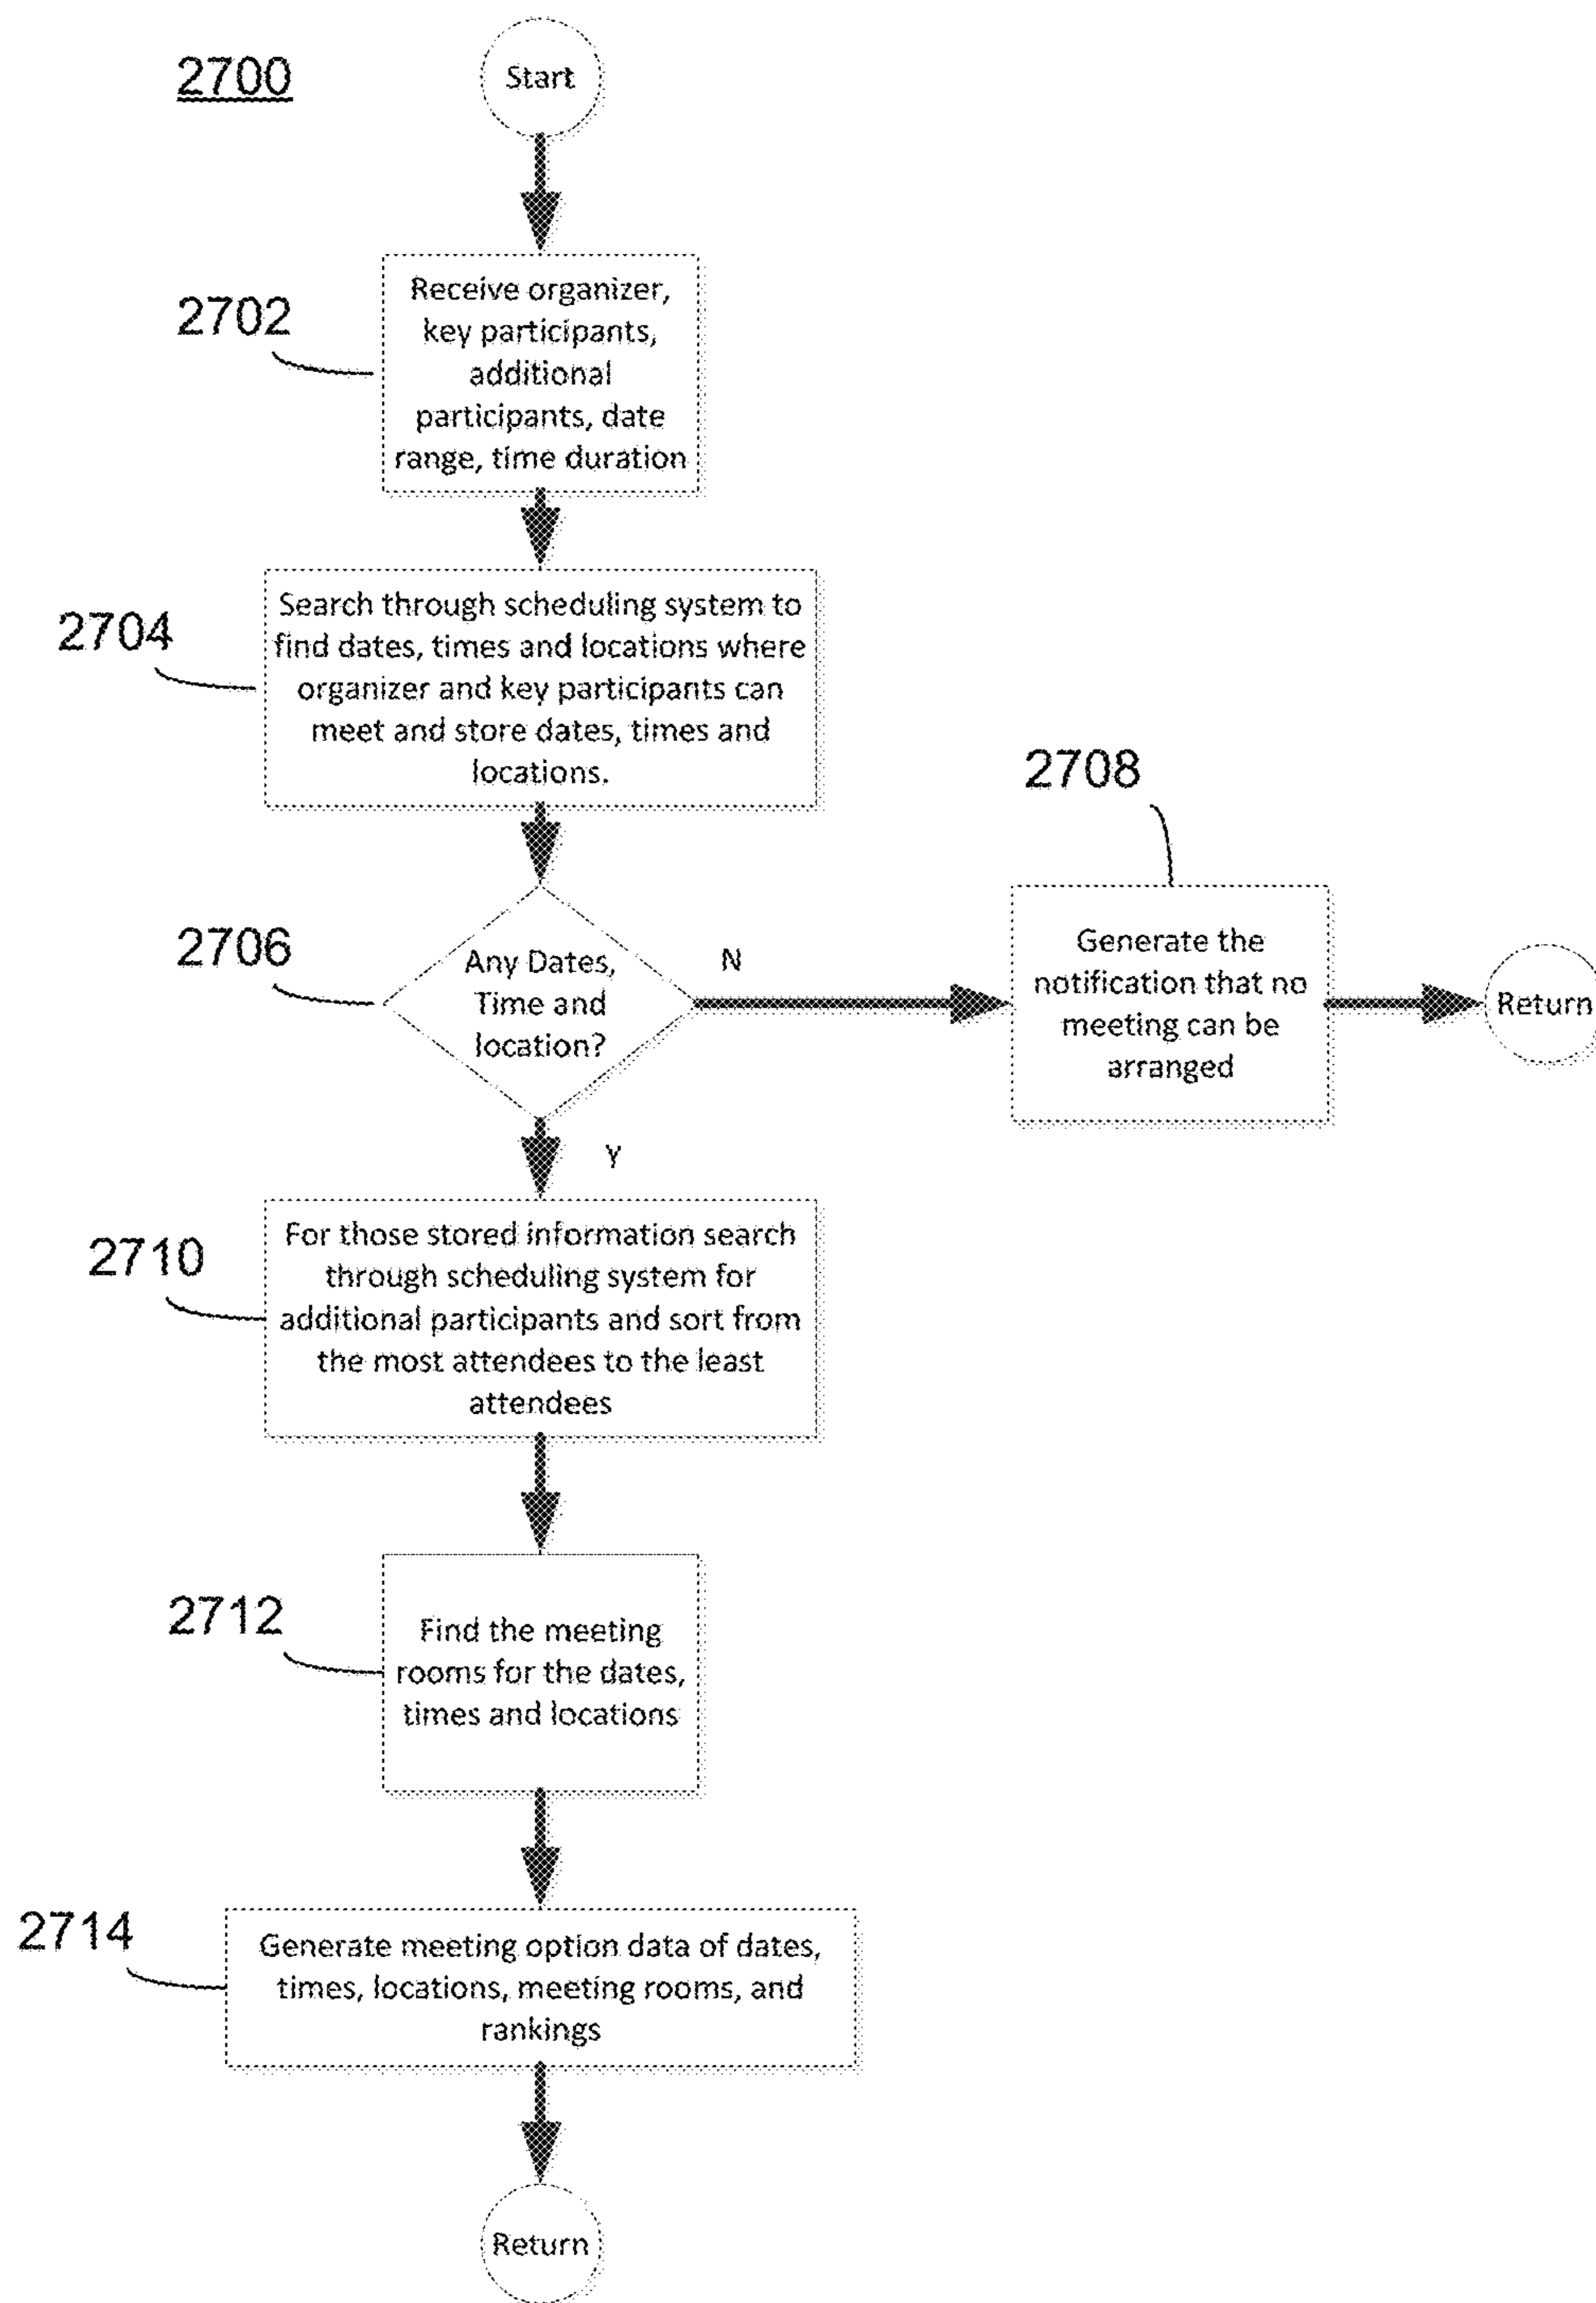 2700
Start
2702
Receive organizer,
key participants,
additional
participants, date
range, time duration
2704
Search through scheduling system to
find dates, times and locations where
organizer and key participants can
meet and store dates, times and
locations.
2706
Any Dates,
Time and
location?
N
2708
Generate the
notification that no
meeting can be
arranged
Return
Y
2710
For those stored information search
through scheduling system for
additional participants and sort from
the most attendees to the least
attendees
2712
Find the meeting
rooms for the dates,
times and locations
2714
Generate meeting option data of dates,
times, locations, meeting rooms, and
rankings
Return